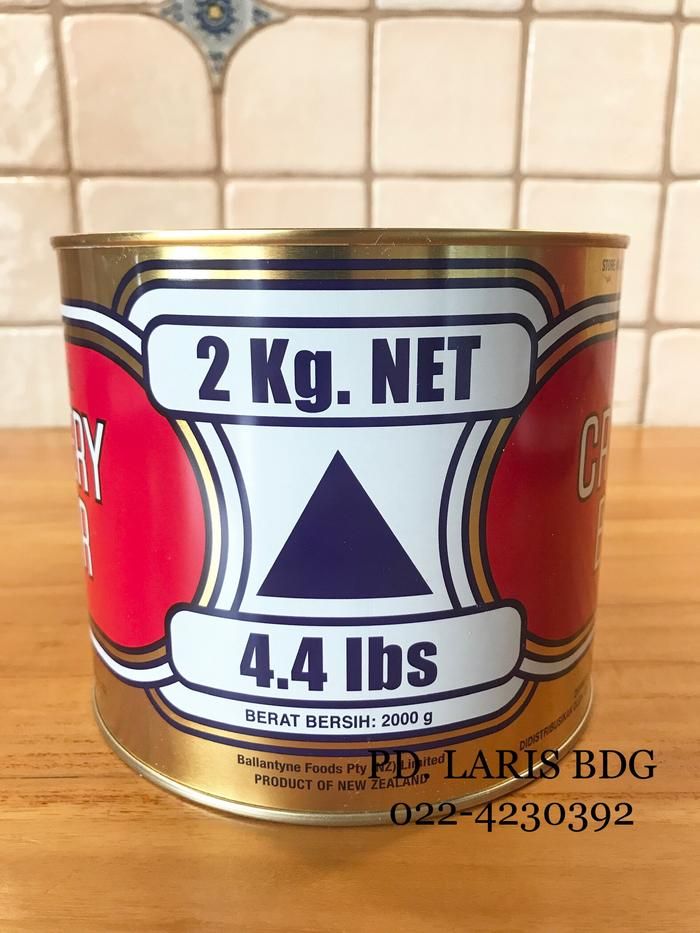 STORE
2 Kg. NET
4.4 lbs
BERAT BERSIH: 2000 g
Ballantyne Foods Pty (NZ) Limited
PRODUCT OF NEW ZEALAND
PD. LARIS BDG
022-4230392